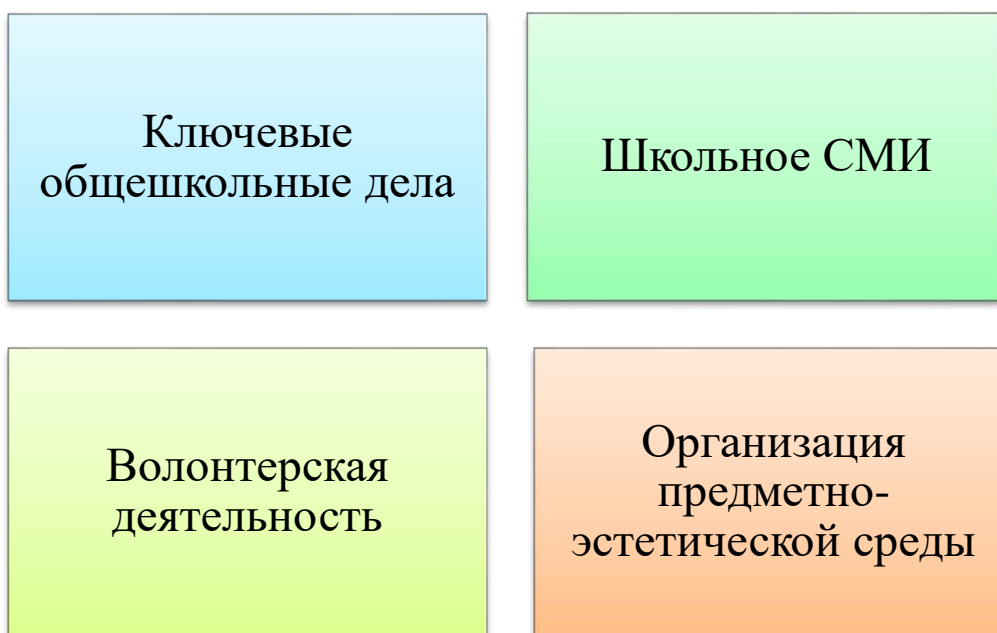 Ключевые
общешкольные дела
Школьное СМИ
Волонтерская
деятельность
Организация
предметно-
эстетической среды